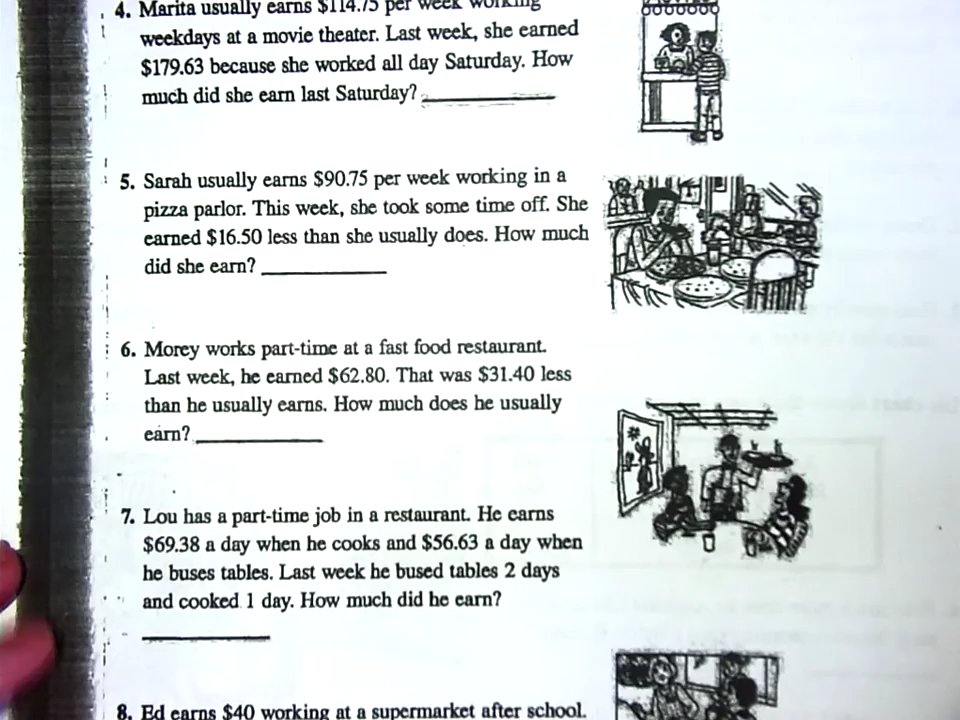 4. Marita usually earns $114.75 per week working
weekdays at a movie theater. Last week, she earned
$179.63 because she worked all day Saturday. How
much did she earn last Saturday?
5. Sarah usually earns $90.75 per week working in a
pizza parlor. This week, she took some time off. She
earned $16.50 less than she usually does. How much
did she earn?
6. Morey works part-time at a fast food restaurant.
Last week, he earned $62.80. That was $31.40 less
than he usually earns. How much does he usually
earn?
7. Lou has a part-time job in a restaurant. He earns
$69.38 a day when he cooks and $56.63 a day when
he buses tables. Last week he bused tables 2 days
and cooked 1 day. How much did he earn?
8. Ed earns $40 working at a supermarket after school.